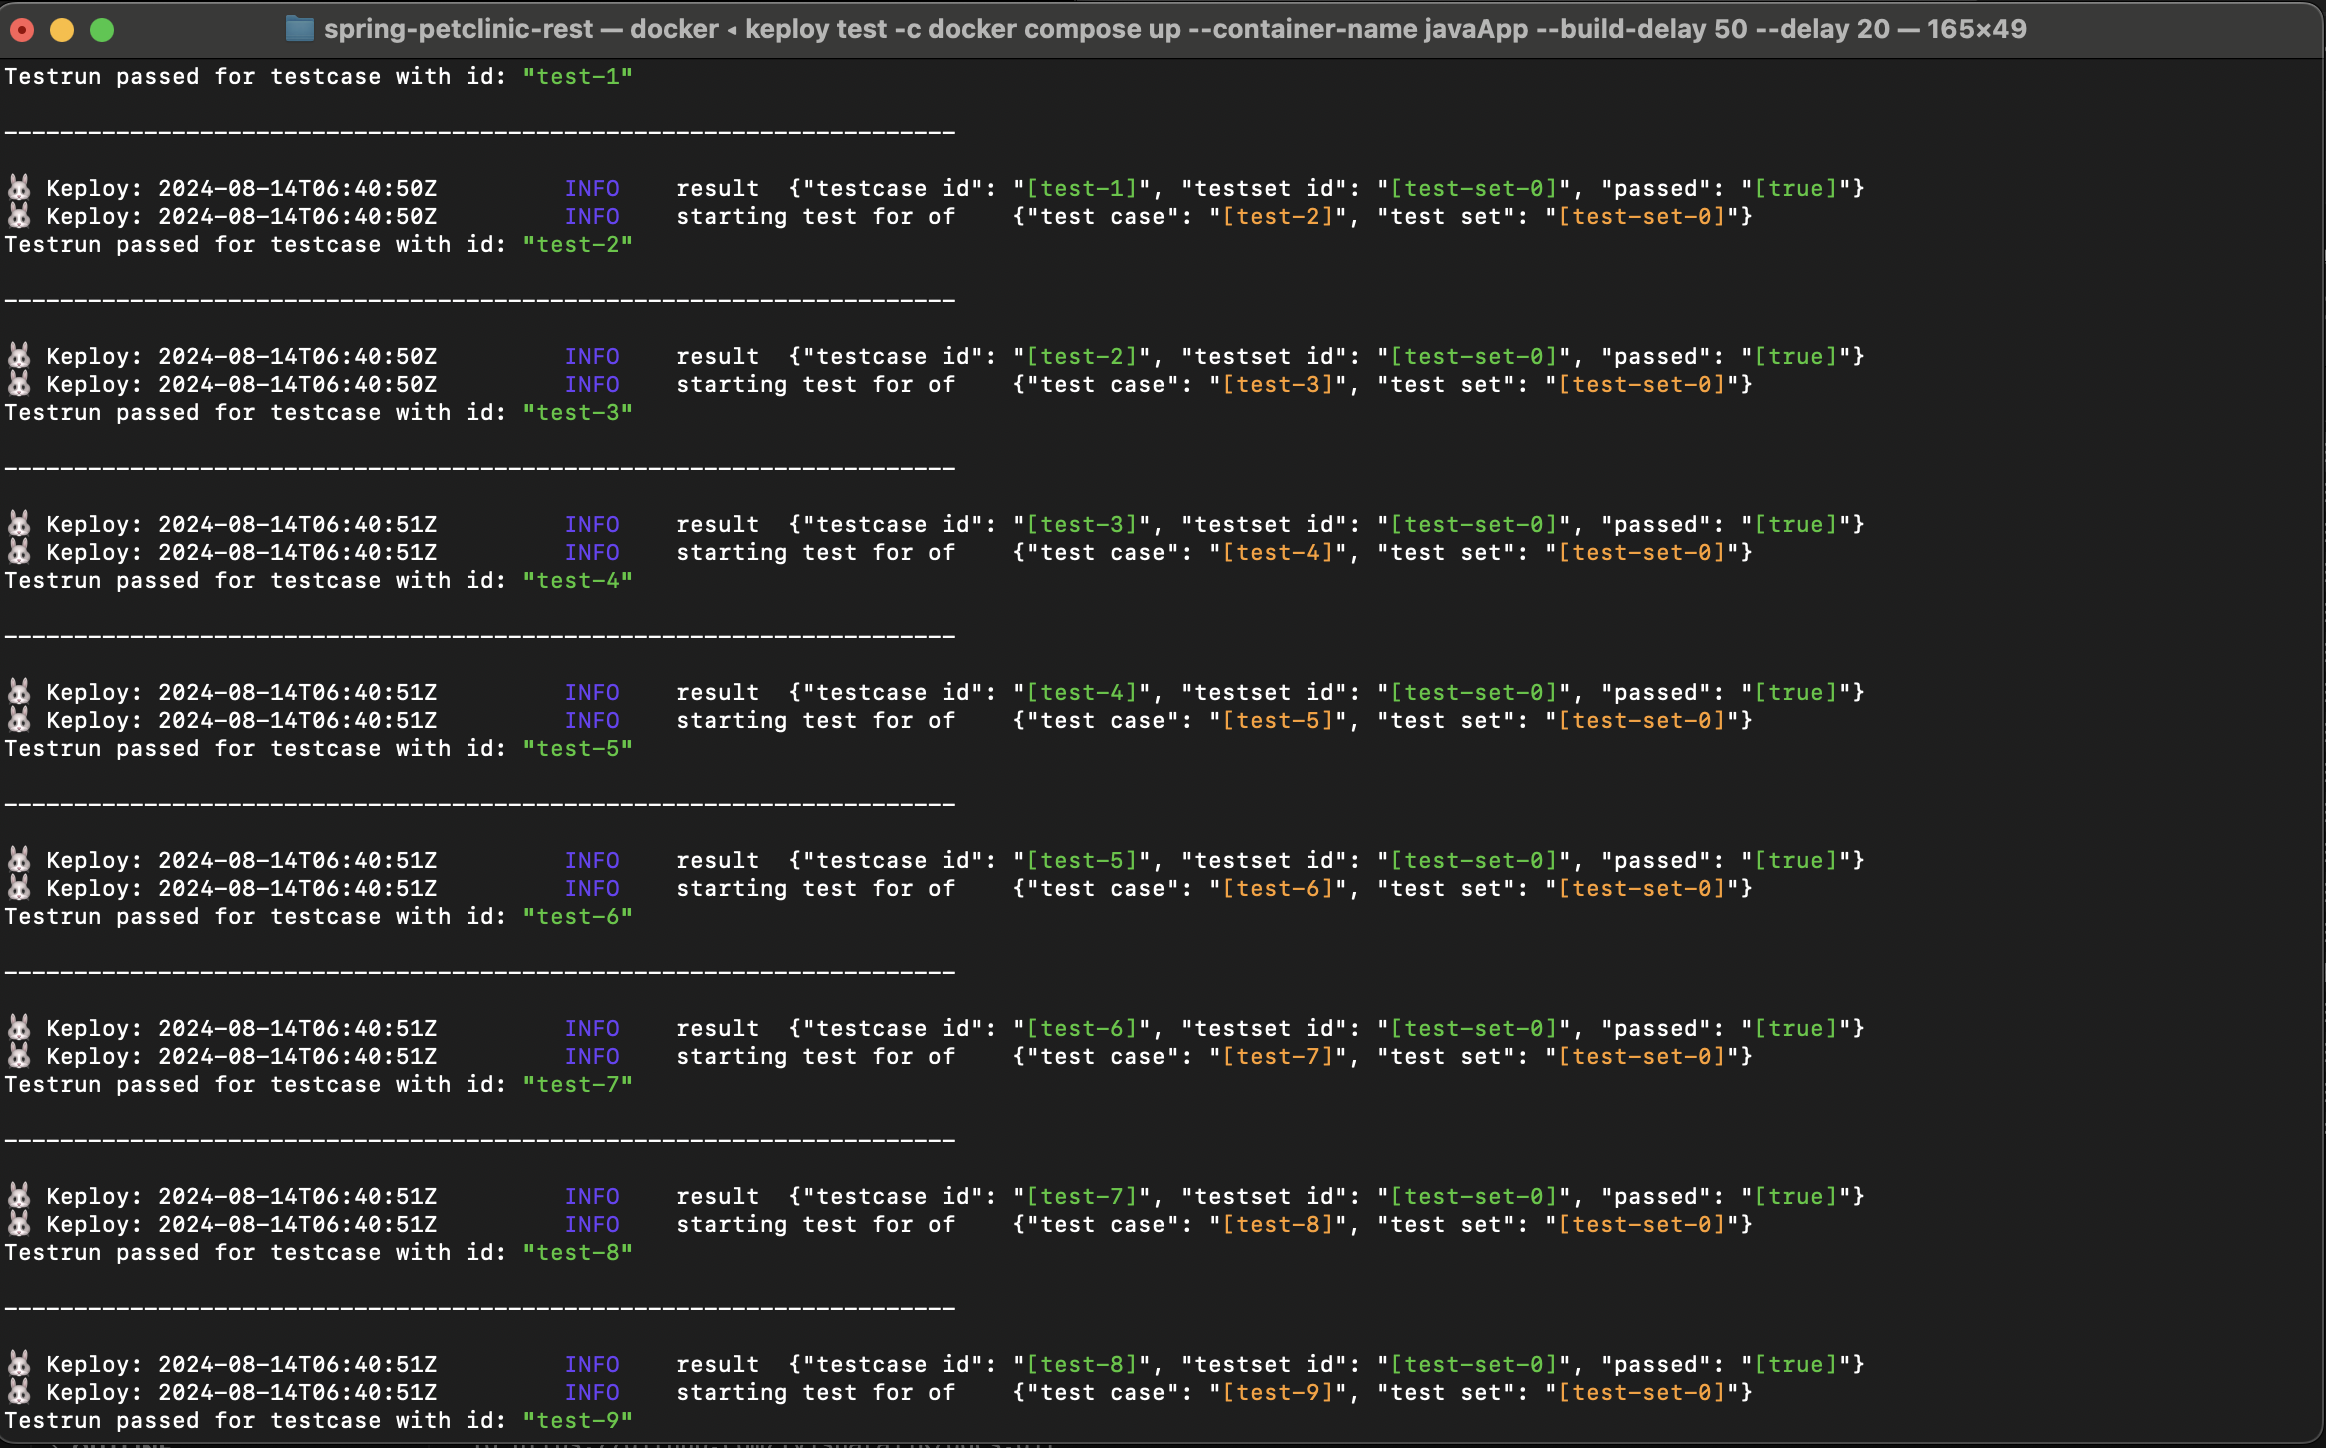 spring-petclinic-rest — docker ◂ keploy test -c docker compose up --container-name javaApp --build-delay 50 --delay 20 — 165×49
Testrun passed for testcase with id: "test-1"
--------------------------------------------------------------------
🐰 Keploy: 2024-08-14T06:40:50Z INFO result {"testcase id": "[test-1]", "testset id": "[test-set-0]", "passed": "[true]"}
🐰 Keploy: 2024-08-14T06:40:50Z INFO starting test for of {"test case": "[test-2]", "test set": "[test-set-0]"}
Testrun passed for testcase with id: "test-2"
--------------------------------------------------------------------
🐰 Keploy: 2024-08-14T06:40:50Z INFO result {"testcase id": "[test-2]", "testset id": "[test-set-0]", "passed": "[true]"}
🐰 Keploy: 2024-08-14T06:40:50Z INFO starting test for of {"test case": "[test-3]", "test set": "[test-set-0]"}
Testrun passed for testcase with id: "test-3"
--------------------------------------------------------------------
🐰 Keploy: 2024-08-14T06:40:51Z INFO result {"testcase id": "[test-3]", "testset id": "[test-set-0]", "passed": "[true]"}
🐰 Keploy: 2024-08-14T06:40:51Z INFO starting test for of {"test case": "[test-4]", "test set": "[test-set-0]"}
Testrun passed for testcase with id: "test-4"
--------------------------------------------------------------------
🐰 Keploy: 2024-08-14T06:40:51Z INFO result {"testcase id": "[test-4]", "testset id": "[test-set-0]", "passed": "[true]"}
🐰 Keploy: 2024-08-14T06:40:51Z INFO starting test for of {"test case": "[test-5]", "test set": "[test-set-0]"}
Testrun passed for testcase with id: "test-5"
--------------------------------------------------------------------
🐰 Keploy: 2024-08-14T06:40:51Z INFO result {"testcase id": "[test-5]", "testset id": "[test-set-0]", "passed": "[true]"}
🐰 Keploy: 2024-08-14T06:40:51Z INFO starting test for of {"test case": "[test-6]", "test set": "[test-set-0]"}
Testrun passed for testcase with id: "test-6"
--------------------------------------------------------------------
🐰 Keploy: 2024-08-14T06:40:51Z INFO result {"testcase id": "[test-6]", "testset id": "[test-set-0]", "passed": "[true]"}
🐰 Keploy: 2024-08-14T06:40:51Z INFO starting test for of {"test case": "[test-7]", "test set": "[test-set-0]"}
Testrun passed for testcase with id: "test-7"
--------------------------------------------------------------------
🐰 Keploy: 2024-08-14T06:40:51Z INFO result {"testcase id": "[test-7]", "testset id": "[test-set-0]", "passed": "[true]"}
🐰 Keploy: 2024-08-14T06:40:51Z INFO starting test for of {"test case": "[test-8]", "test set": "[test-set-0]"}
Testrun passed for testcase with id: "test-8"
--------------------------------------------------------------------
🐰 Keploy: 2024-08-14T06:40:51Z INFO result {"testcase id": "[test-8]", "testset id": "[test-set-0]", "passed": "[true]"}
🐰 Keploy: 2024-08-14T06:40:51Z INFO starting test for of {"test case": "[test-9]", "test set": "[test-set-0]"}
Testrun passed for testcase with id: "test-9"